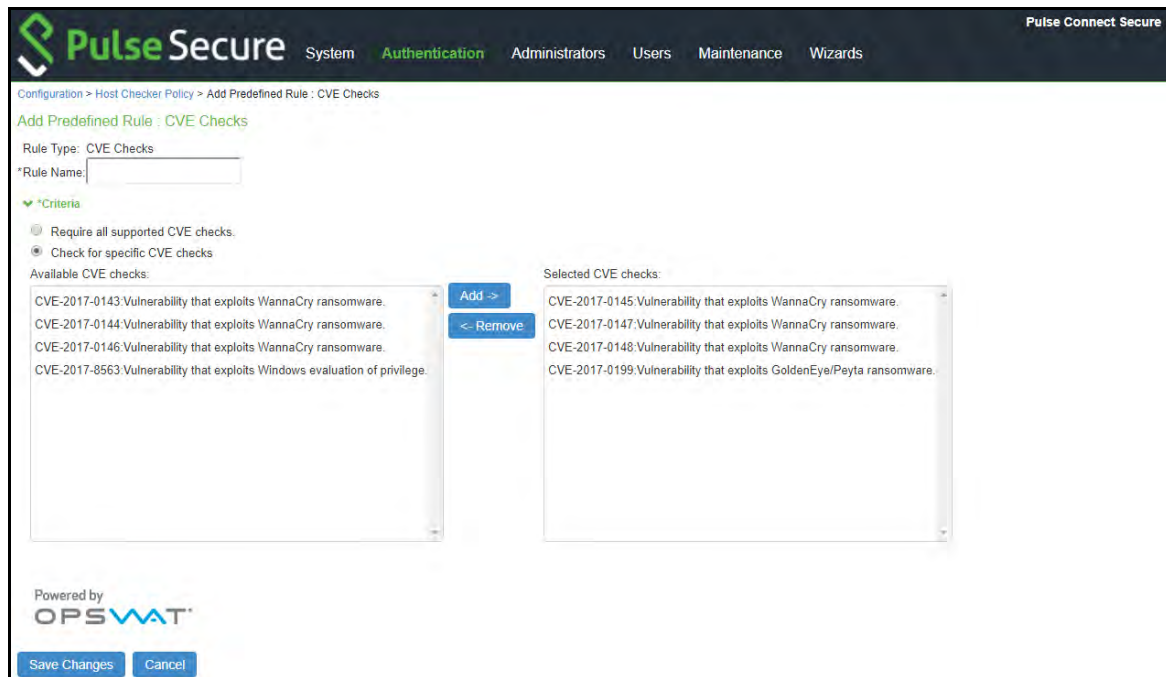 Pulse Connect Secure
Pulse Secure System Authentication Administrators Users Maintenance Wizards
Configuration > Host Checker Policy > Add Predefined Rule : CVE Checks
Add Predefined Rule : CVE Checks
Rule Type: CVE Checks
*Rule Name:
*Criteria
Require all supported CVE checks.
Check for specific CVE checks
Available CVE checks:
CVE-2017-0143:Vulnerability that exploits WannaCry ransomware.
CVE-2017-0144:Vulnerability that exploits WannaCry ransomware.
CVE-2017-0146:Vulnerability that exploits WannaCry ransomware.
CVE-2017-8563:Vulnerability that exploits Windows evaluation of privilege.
Add ->
<- Remove
Selected CVE checks:
CVE-2017-0145:Vulnerability that exploits WannaCry ransomware.
CVE-2017-0147:Vulnerability that exploits WannaCry ransomware.
CVE-2017-0148:Vulnerability that exploits WannaCry ransomware.
CVE-2017-0199:Vulnerability that exploits GoldenEye/Peyta ransomware.
Powered by
OPSWAT
Save Changes Cancel